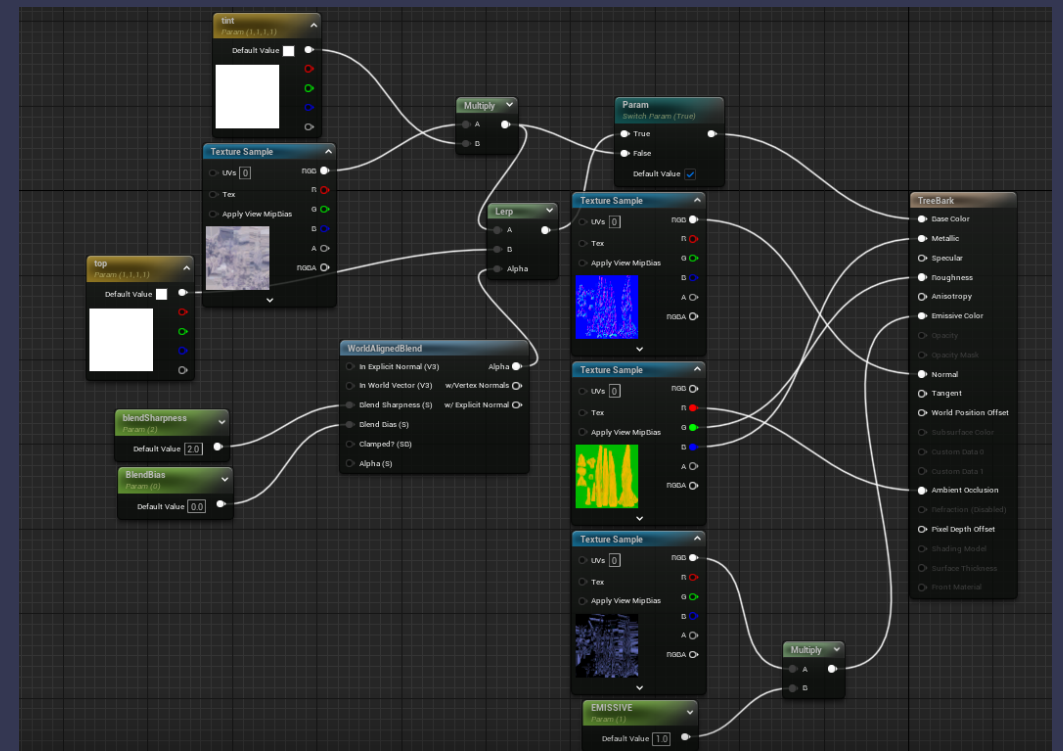 tint
Param (1,1,1,1)
Default Value
Multiply
A
B
Param
Switch Param (True)
True
False
Default Value
Texture Sample
UVs 0
Tex
Apply View MipBias
RGB
R
G
B
A
RGBA
Lerp
A
B
Alpha
top
Param (1,1,1,1)
Default Value
Texture Sample
UVs 0
Tex
Apply View MipBias
RGB
R
G
B
A
RGBA
TreeBark
Base Color
Metallic
Specular
Roughness
Anisotropy
Emissive Color
Opacity
Opacity Mask
Normal
Tangent
World Position Offset
Subsurface Color
Custom Data 0
Custom Data 1
Ambient Occlusion
Refraction (Disabled)
Pixel Depth Offset
Shading Model
Surface Thickness
Front Material
WorldAlignedBlend
In Explicit Normal (V3)
Alpha
In World Vector (V3)
w/Vertex Normals
Blend Sharpness (S)
w/ Explicit Normal
Blend Bias (S)
Clamped? (SB)
Alpha (S)
blendSharpness
Param (2)
Default Value 2.0
BlendBias
Param (0)
Default Value 0.0
Texture Sample
UVs 0
Tex
Apply View MipBias
RGB
R
G
B
A
RGBA
Texture Sample
UVs 0
Tex
Apply View MipBias
RGB
R
G
B
A
RGBA
Multiply
A
B
EMISSIVE
Param (1)
Default Value 1.0